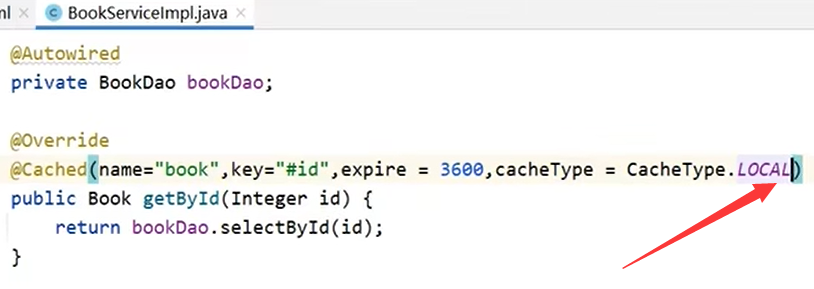 nl × BookServiceImpl.java ×
@Autowired
private BookDao bookDao;
@Override
@Cached(name="book",key="#id",expire = 3600,cacheType = CacheType.LOCAL)
public Book getById(Integer id) {
    return bookDao.selectById(id);
}